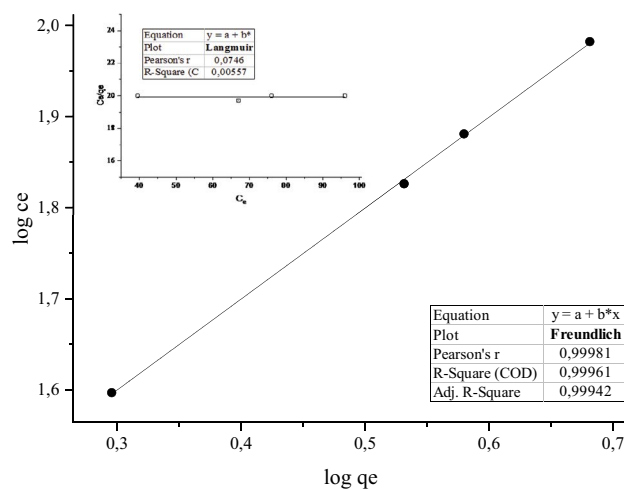 2,0
1,9
1,8
1,7
1,6
log ce
0,3 0,4 0,5 0,6 0,7
log qe
24
22
20
18
16
Ce/qe
40 50 60 70 80 90 100
Ce
Equation y = a + b*
Plot Langmuir
Pearson's r 0,0746
R-Square (C 0,00557
Equation y = a + b*x
Plot Freundlich
Pearson's r 0,99981
R-Square (COD) 0,99961
Adj. R-Square 0,99942